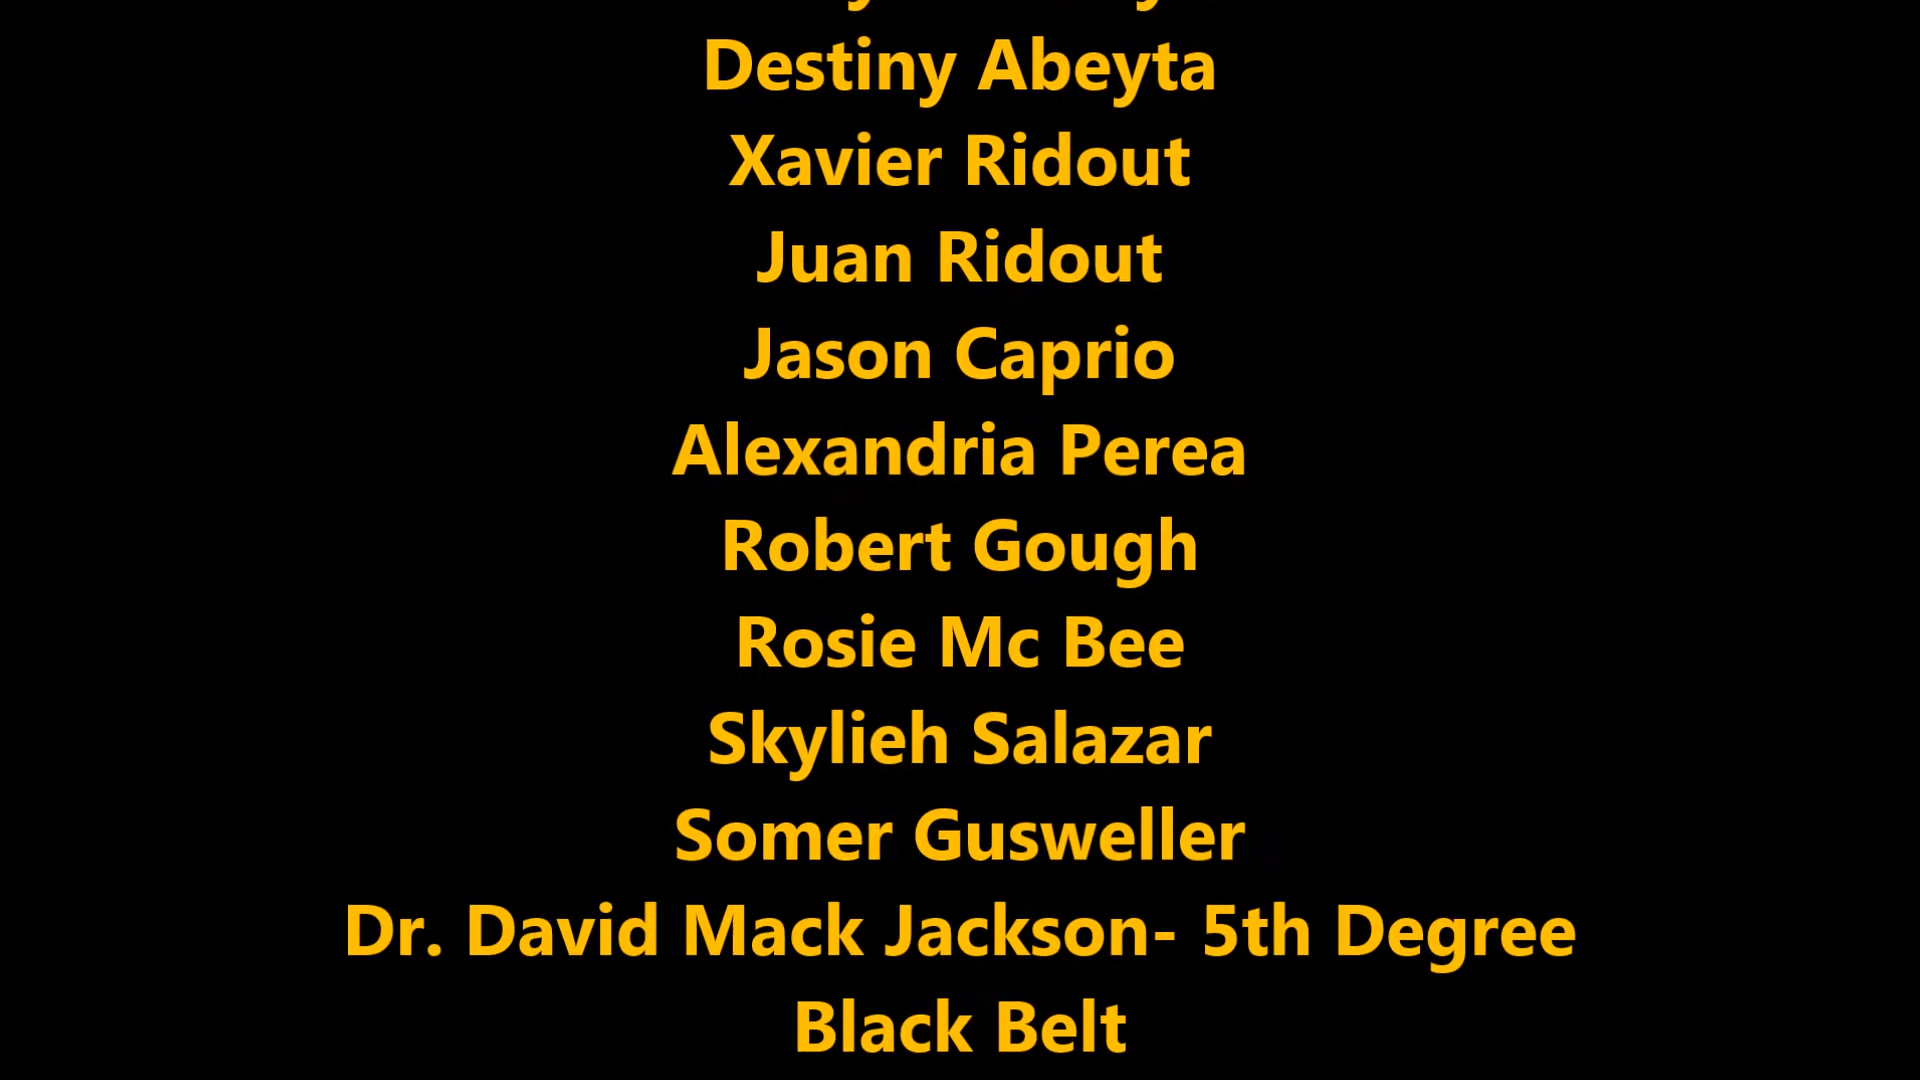 Destiny Abeyta
Xavier Ridout
Juan Ridout
Jason Caprio
Alexandria Perea
Robert Gough
Rosie Mc Bee
Skylieh Salazar
Somer Gusweller
Dr. David Mack Jackson- 5th Degree
Black Belt